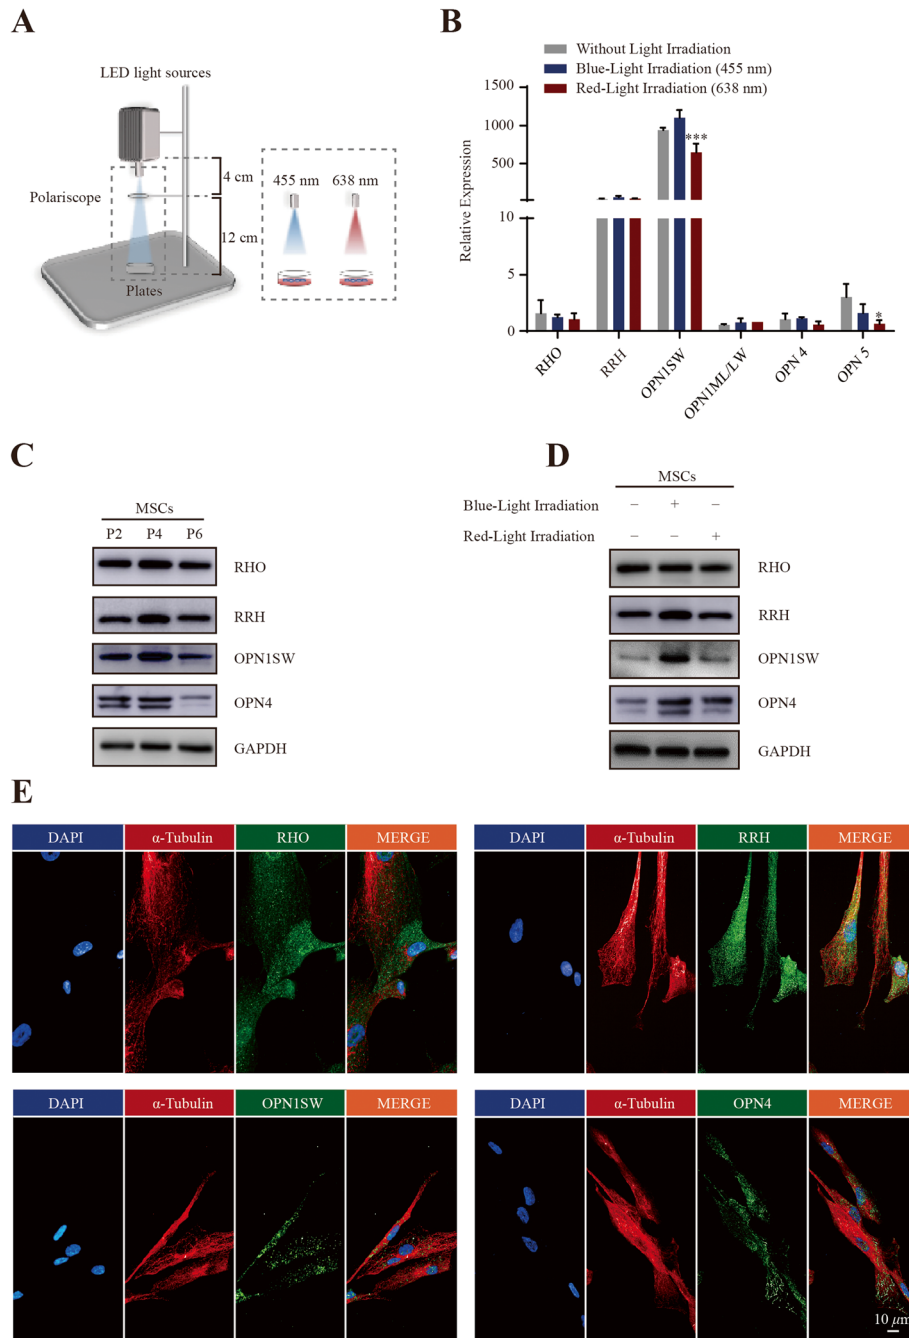 A
LED light sources
4 cm
Polariscope
12 cm
Plates
455 nm
638 nm
B
Without Light Irradiation
Blue-Light Irradiation (455 nm)
Red-Light Irradiation (638 nm)
Relative Expression
1500
1000
500
10
5
0
***
*
RHO
RRH
OPN1SW
OPN1ML/LW
OPN 4
OPN 5
C
MSCs
P2 P4 P6
RHO
RRH
OPN1SW
OPN4
GAPDH
D
MSCs
Blue-Light Irradiation – + –
Red-Light Irradiation – – +
RHO
RRH
OPN1SW
OPN4
GAPDH
E
DAPI α-Tubulin RHO MERGE
DAPI α-Tubulin RRH MERGE
DAPI α-Tubulin OPN1SW MERGE
DAPI α-Tubulin OPN4 MERGE
10 μm